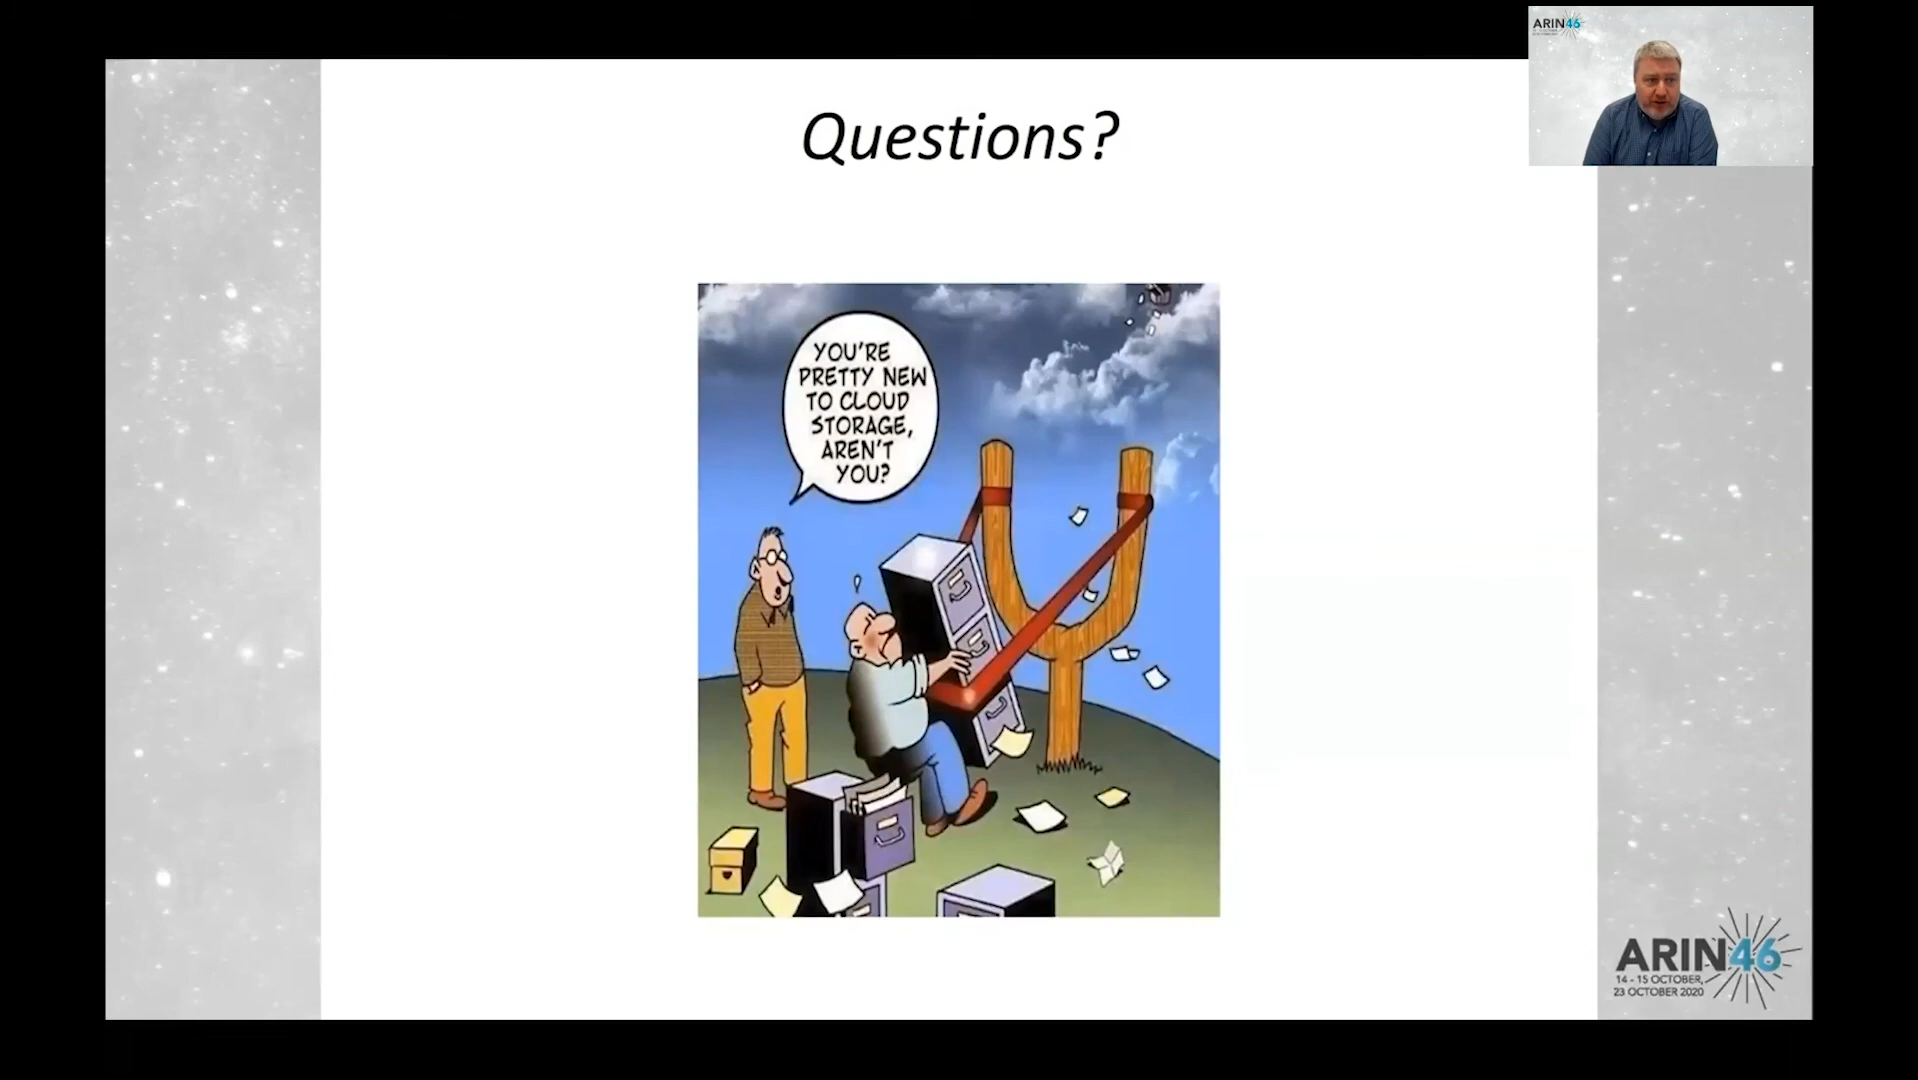 ARIN46
Questions?
YOU'RE
PRETTY NEW
TO CLOUD
STORAGE,
AREN'T
YOU?
ARIN46
14 - 15 OCTOBER,
23 OCTOBER 2020